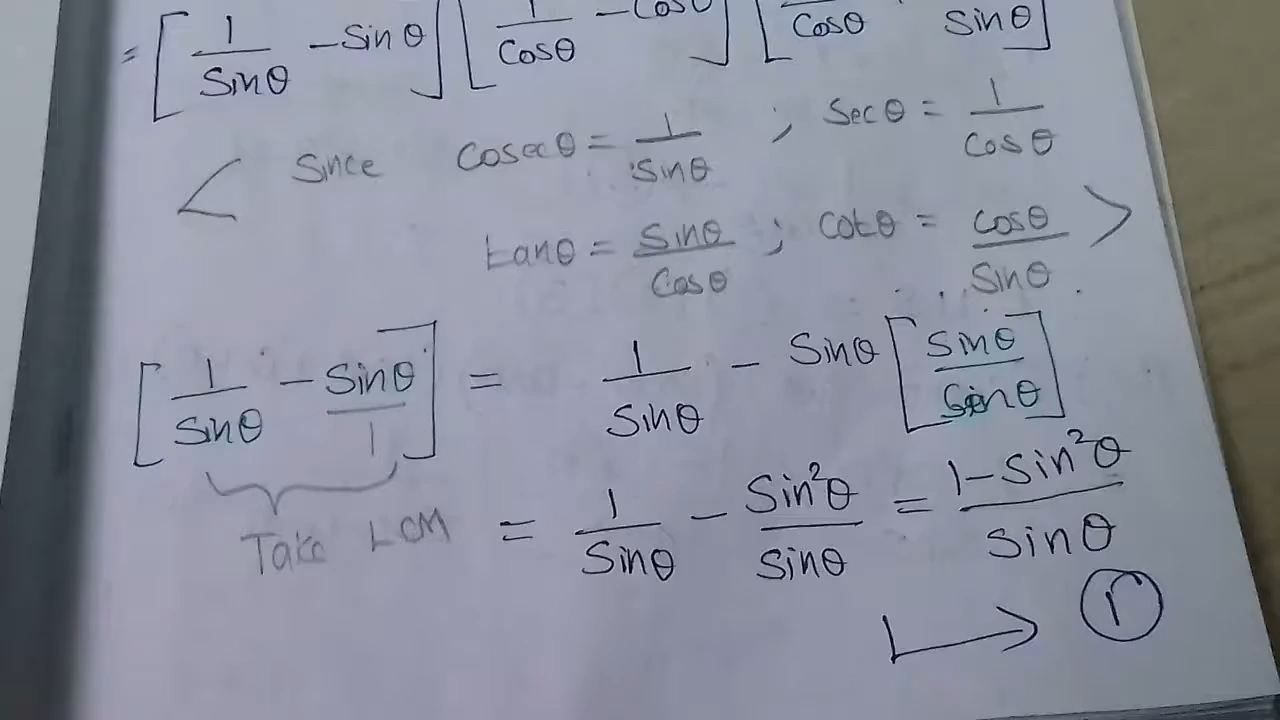 = [ 1/Sinθ - Sinθ ] [ 1/Cosθ - Cosθ ] [ /Cosθ Sinθ ]
< Since Cosecθ = 1/Sinθ ; Secθ = 1/Cosθ
tanθ = Sinθ/Cosθ ; Cotθ = Cosθ/Sinθ >
[ 1/Sinθ - Sinθ/1 ] = 1/Sinθ - Sinθ [ Sinθ/Sinθ ]
Take LCM = 1/Sinθ - Sin²θ/Sinθ = 1-Sin²θ/Sinθ